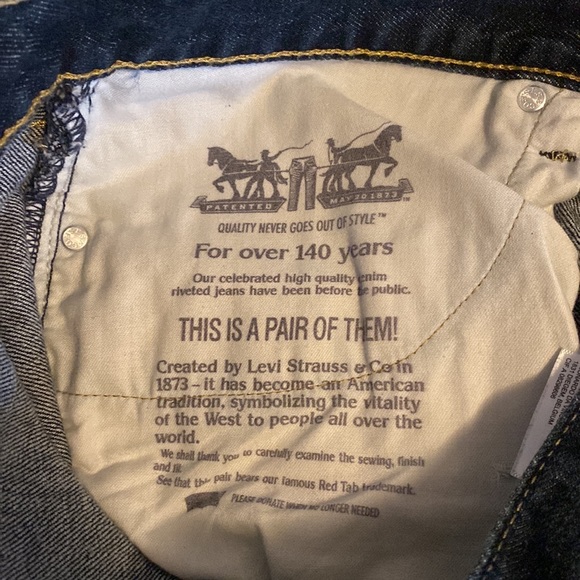 PATENTED MAY 20 1873
QUALITY NEVER GOES OUT OF STYLE™
For over 140 years
Our celebrated high quality enim
riveted jeans have been before e public.
THIS IS A PAIR OF THEM!
Created by Levi Strauss & Co in
1873 – it has become an American
tradition, symbolizing the vitality
of the West to people all over the
world.
We shall thank you to carefully examine the sewing, finish
and fit
See that this pair bears our famous Red Tab trademark.
PLEASE DONATE WHEN NO LONGER NEEDED